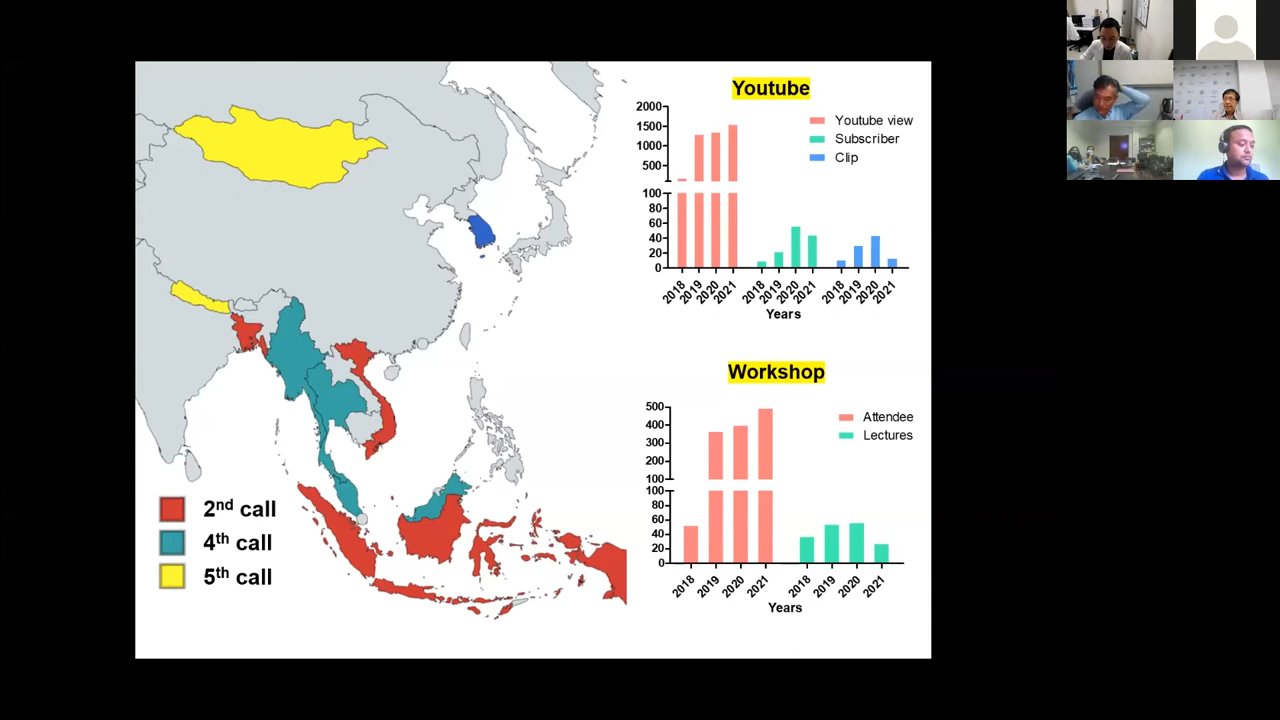 2nd call
4th call
5th call
Youtube
2000
1500
1000
500
100
80
60
40
20
0
Youtube view
Subscriber
Clip
2018 2019 2020 2021 2018 2019 2020 2021 2018 2019 2020 2021
Years
Workshop
500
400
300
200
100
100
80
60
40
20
0
Attendee
Lectures
2018 2019 2020 2021 2018 2019 2020 2021
Years